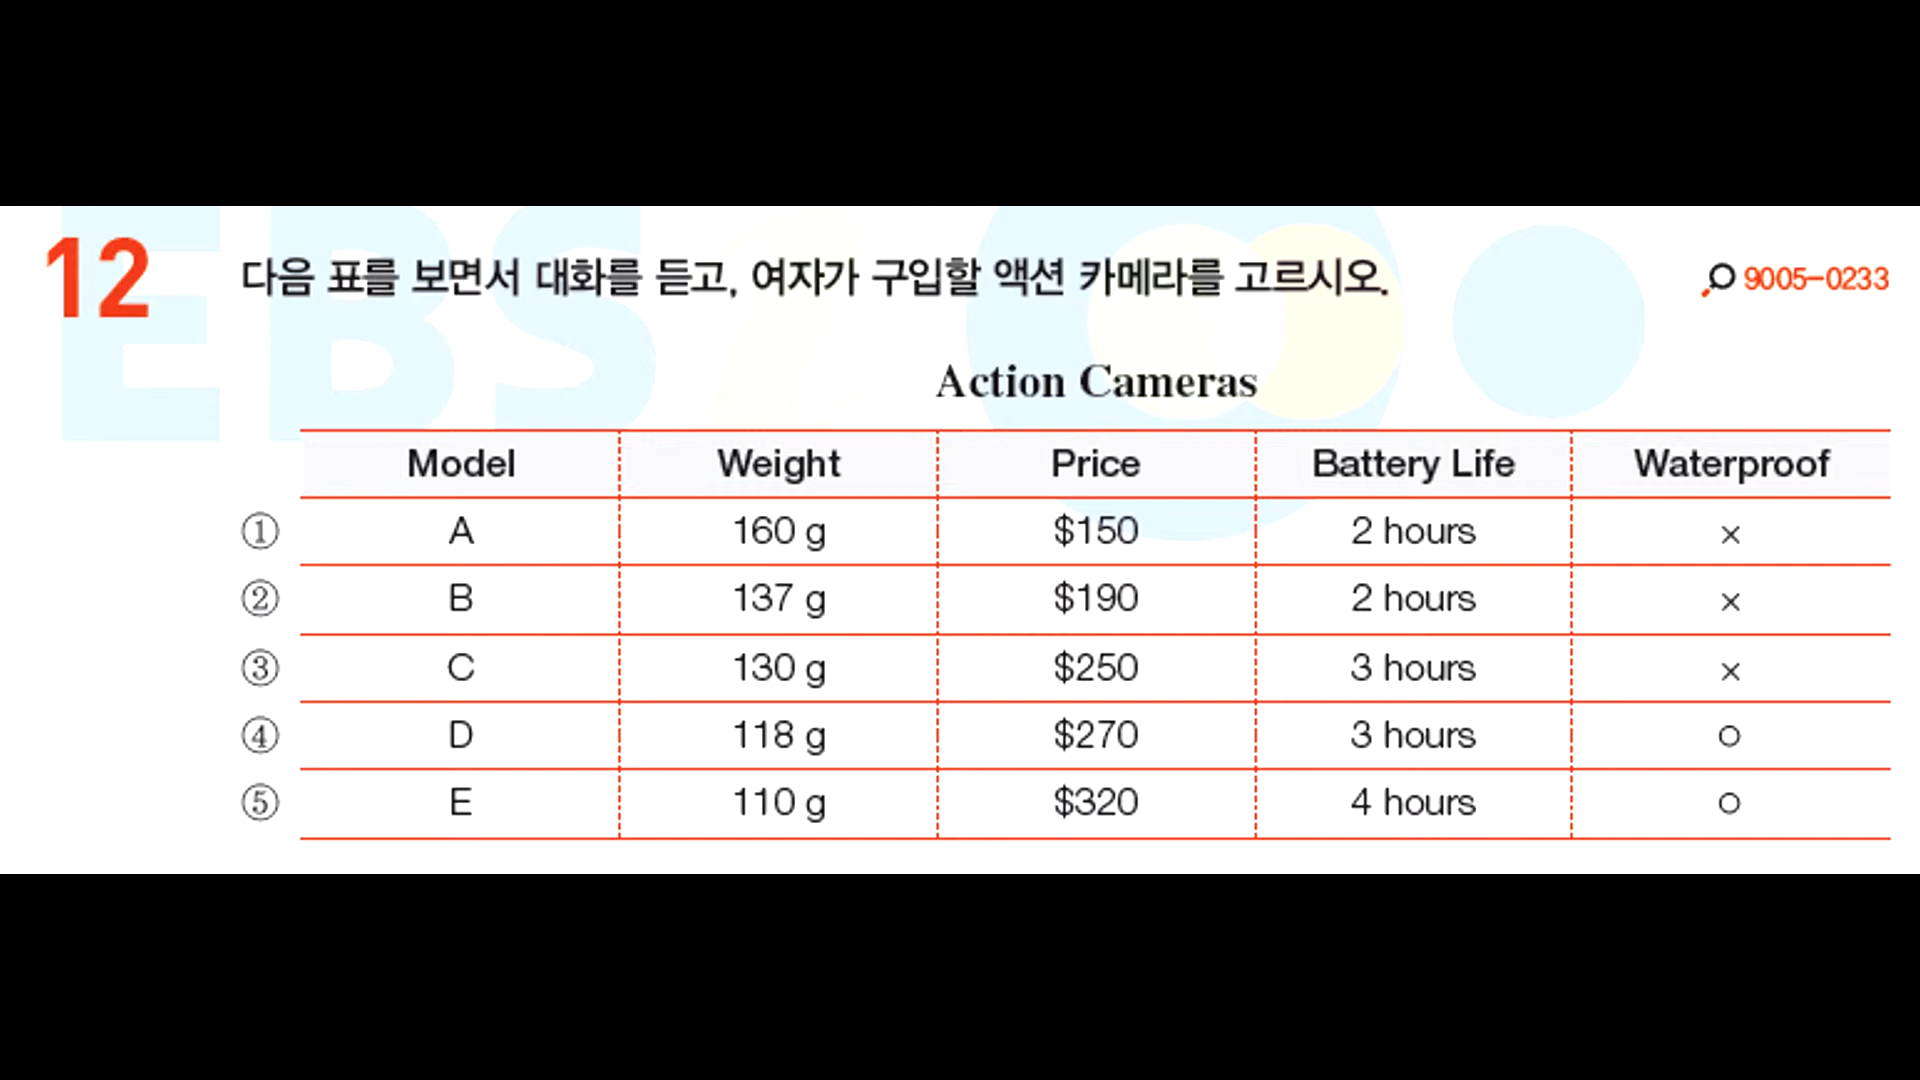 12 다음 표를 보면서 대화를 듣고, 여자가 구입할 액션 카메라를 고르시오. 9005-0233
Action Cameras
Model Weight Price Battery Life Waterproof
① A 160 g $150 2 hours ×
② B 137 g $190 2 hours ×
③ C 130 g $250 3 hours ×
④ D 118 g $270 3 hours ○
⑤ E 110 g $320 4 hours ○
EBS